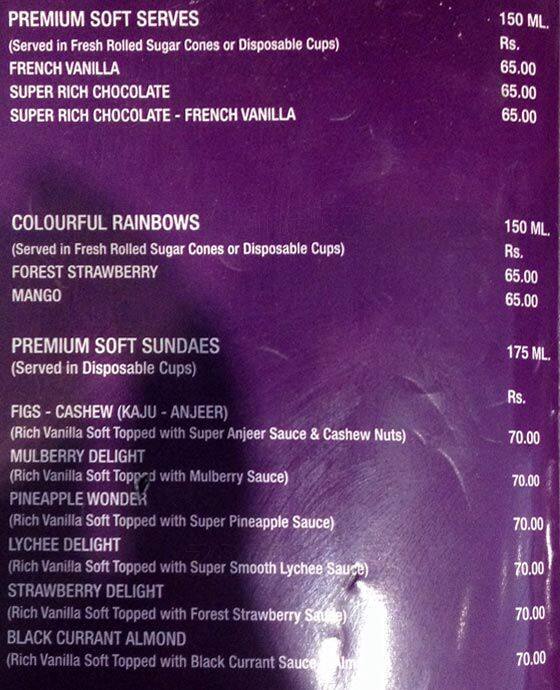 PREMIUM SOFT SERVES 150 ML.
(Served in Fresh Rolled Sugar Cones or Disposable Cups) Rs.
FRENCH VANILLA 65.00
SUPER RICH CHOCOLATE 65.00
SUPER RICH CHOCOLATE - FRENCH VANILLA 65.00
COLOURFUL RAINBOWS 150 ML.
(Served in Fresh Rolled Sugar Cones or Disposable Cups) Rs.
FOREST STRAWBERRY 65.00
MANGO 65.00
PREMIUM SOFT SUNDAES 175 ML.
(Served in Disposable Cups)
Rs.
FIGS - CASHEW (KAJU - ANJEER)
(Rich Vanilla Soft Topped with Super Anjeer Sauce & Cashew Nuts) 70.00
MULBERRY DELIGHT
(Rich Vanilla Soft Topped with Mulberry Sauce) 70.00
PINEAPPLE WONDER
(Rich Vanilla Soft Topped with Super Pineapple Sauce) 70.00
LYCHEE DELIGHT
(Rich Vanilla Soft Topped with Super Smooth Lychee Sauce) 70.00
STRAWBERRY DELIGHT
(Rich Vanilla Soft Topped with Forest Strawberry Sauce) 70.00
BLACK CURRANT ALMOND
(Rich Vanilla Soft Topped with Black Currant Sauce 70.00